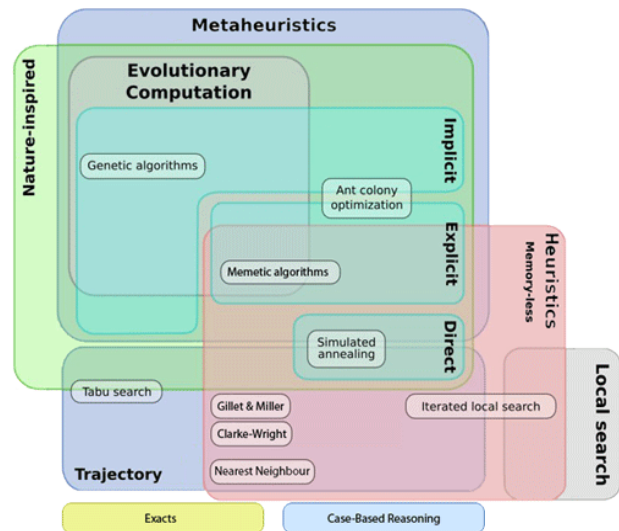 Metaheuristics
Nature-inspired
Evolutionary
Computation
Implicit
Genetic algorithms
Ant colony
optimization
Explicit
Heuristics
Memory-less
Memetic algorithms
Direct
Simulated
annealing
Local search
Tabu search
Gillet & Miller
Iterated local search
Clarke-Wright
Trajectory
Nearest Neighbour
Exacts
Case-Based Reasoning